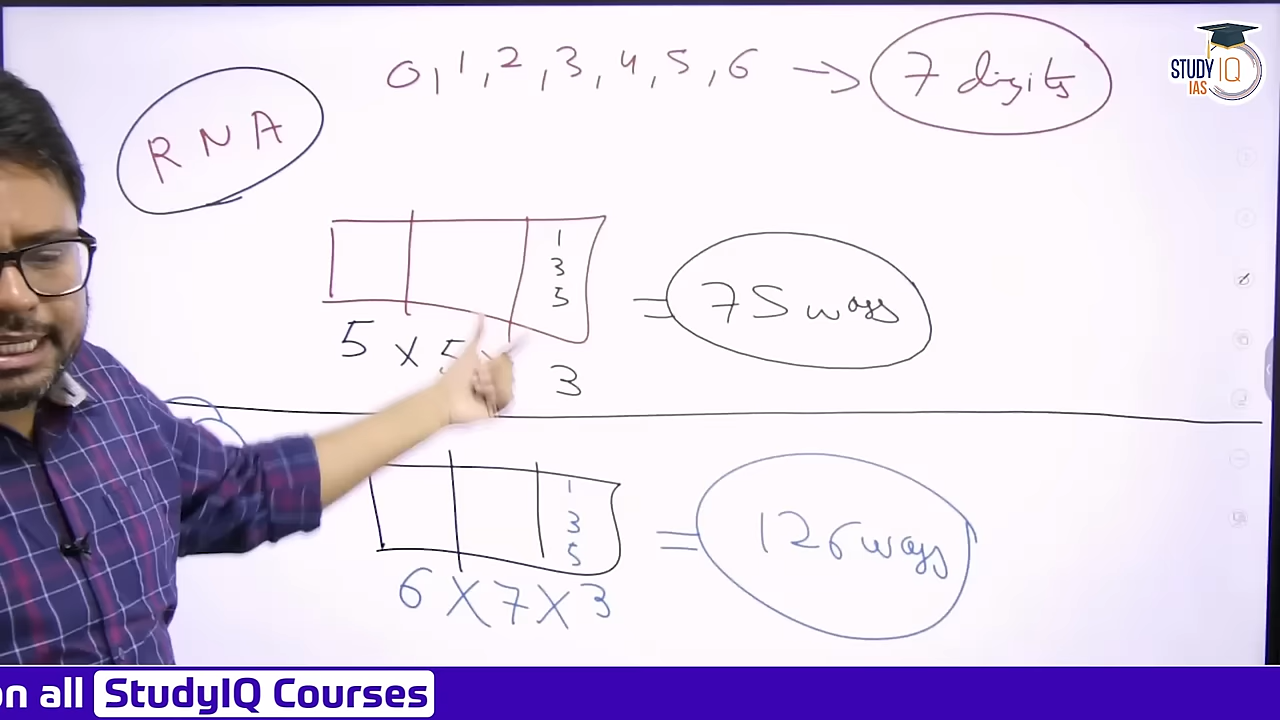 0, 1, 2, 3, 4, 5, 6 → 7 digits
STUDY IQ
IAS
RNA
1
3
5
= 75 ways
5 × 5 × 3
1
3
5
= 126 ways
6 × 7 × 3
on all StudyIQ Courses